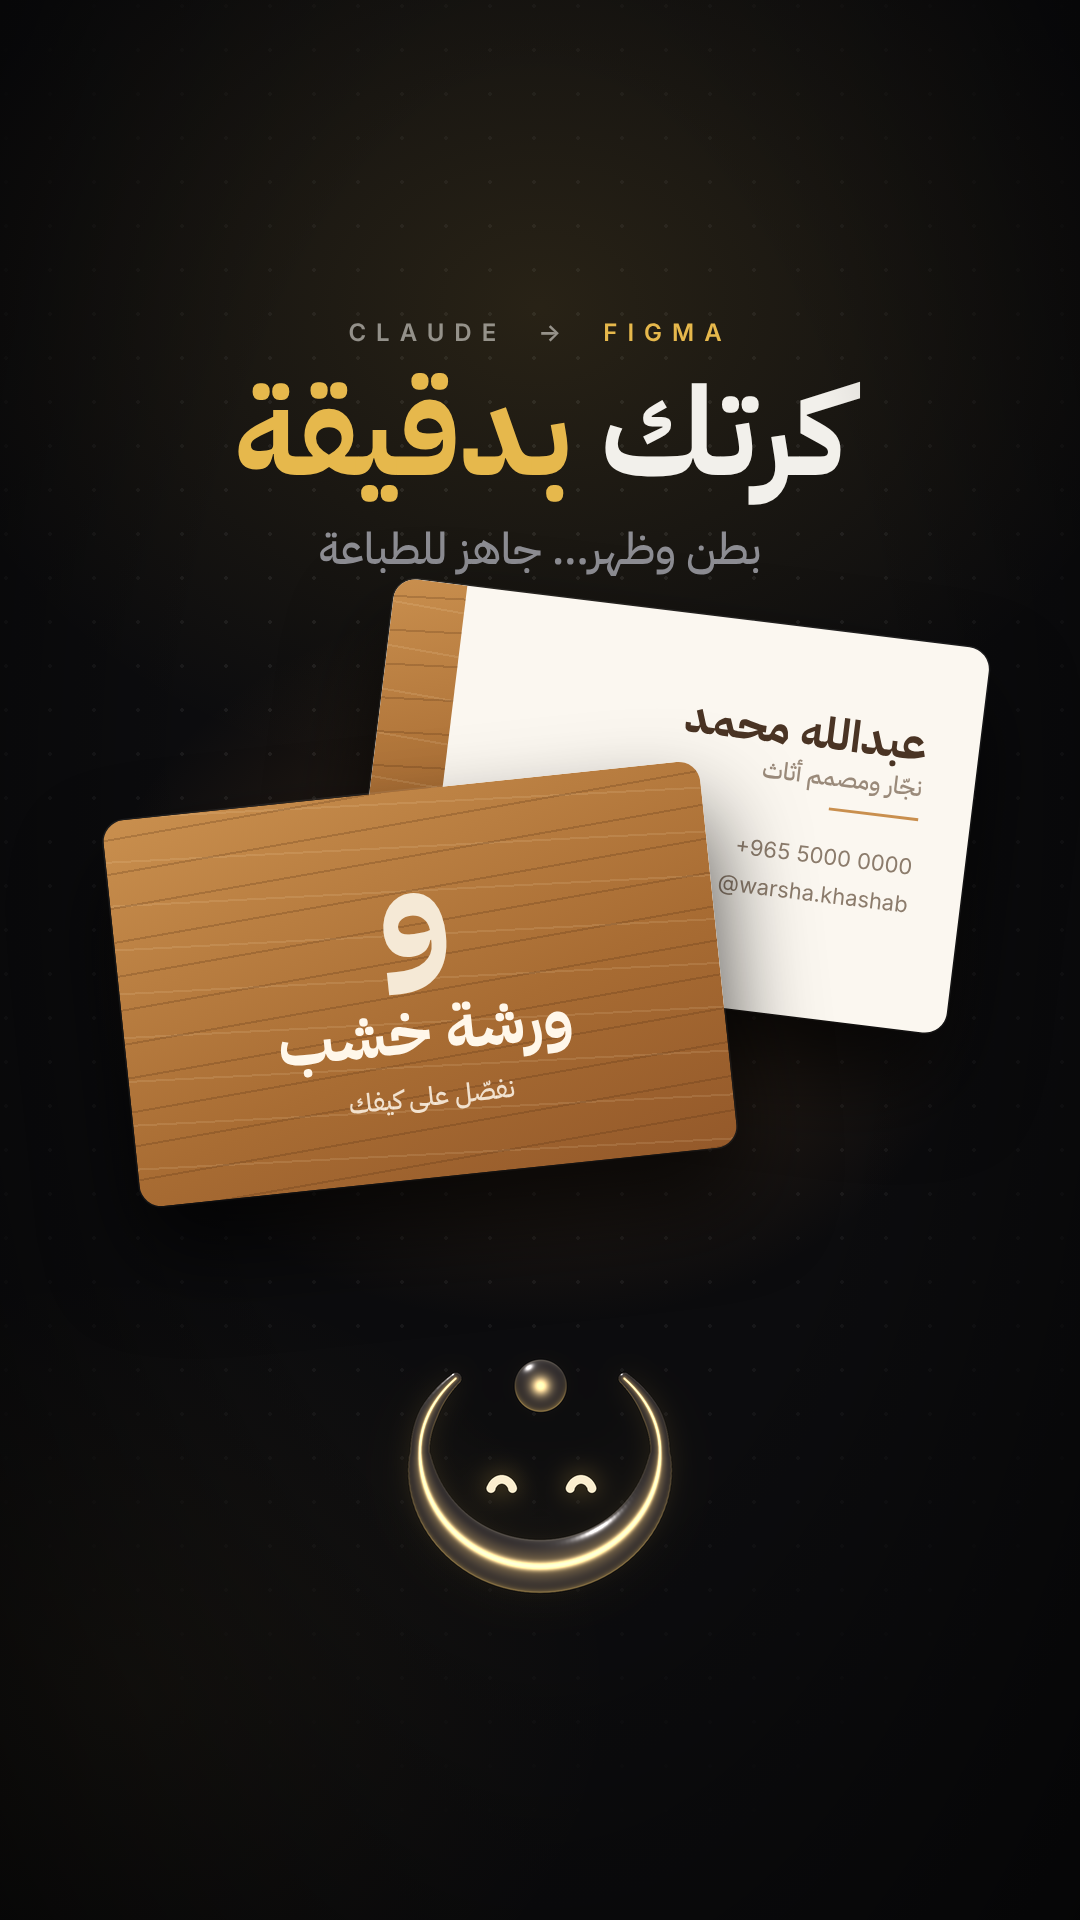 CLAUDE → FIGMA
كرتك بدقيقة
بطن وظهر... جاهز للطباعة
عبدالله محمد
نجّار ومصمم أثاث
+965 5000 0000
@warsha.khashab
و
ورشة خشب
نفصّل على كيفك